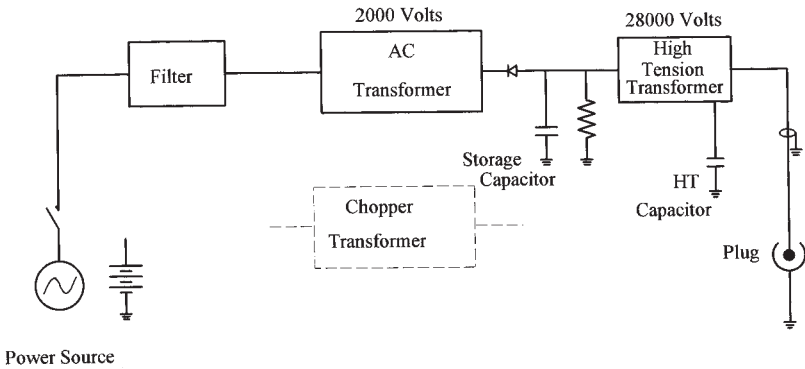 2000 Volts
28000 Volts
Filter
AC
Transformer
High
Tension
Transformer
Storage
Capacitor
HT
Capacitor
Chopper
Transformer
Plug
Power Source